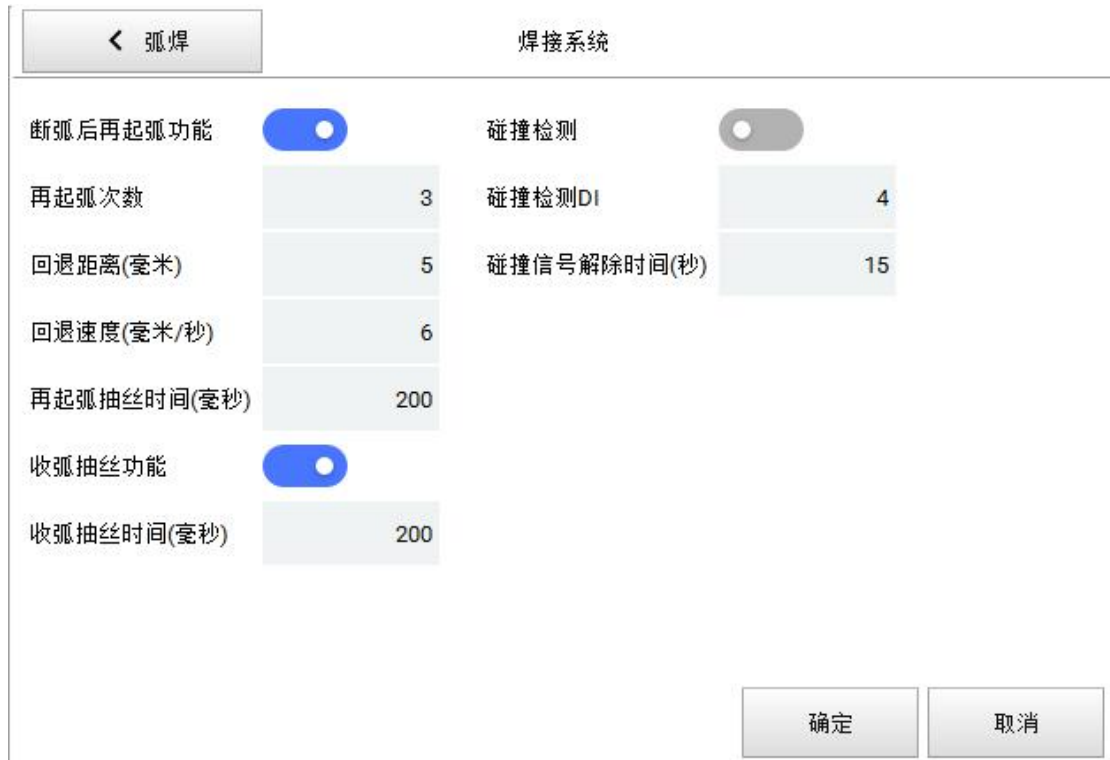 弧焊
焊接系统
断弧后再起弧功能
碰撞检测
再起弧次数 3
碰撞检测DI 4
回退距离(毫米) 5
碰撞信号解除时间(秒) 15
回退速度(毫米/秒) 6
再起弧抽丝时间(毫秒) 200
收弧抽丝功能
收弧抽丝时间(毫秒) 200
确定
取消